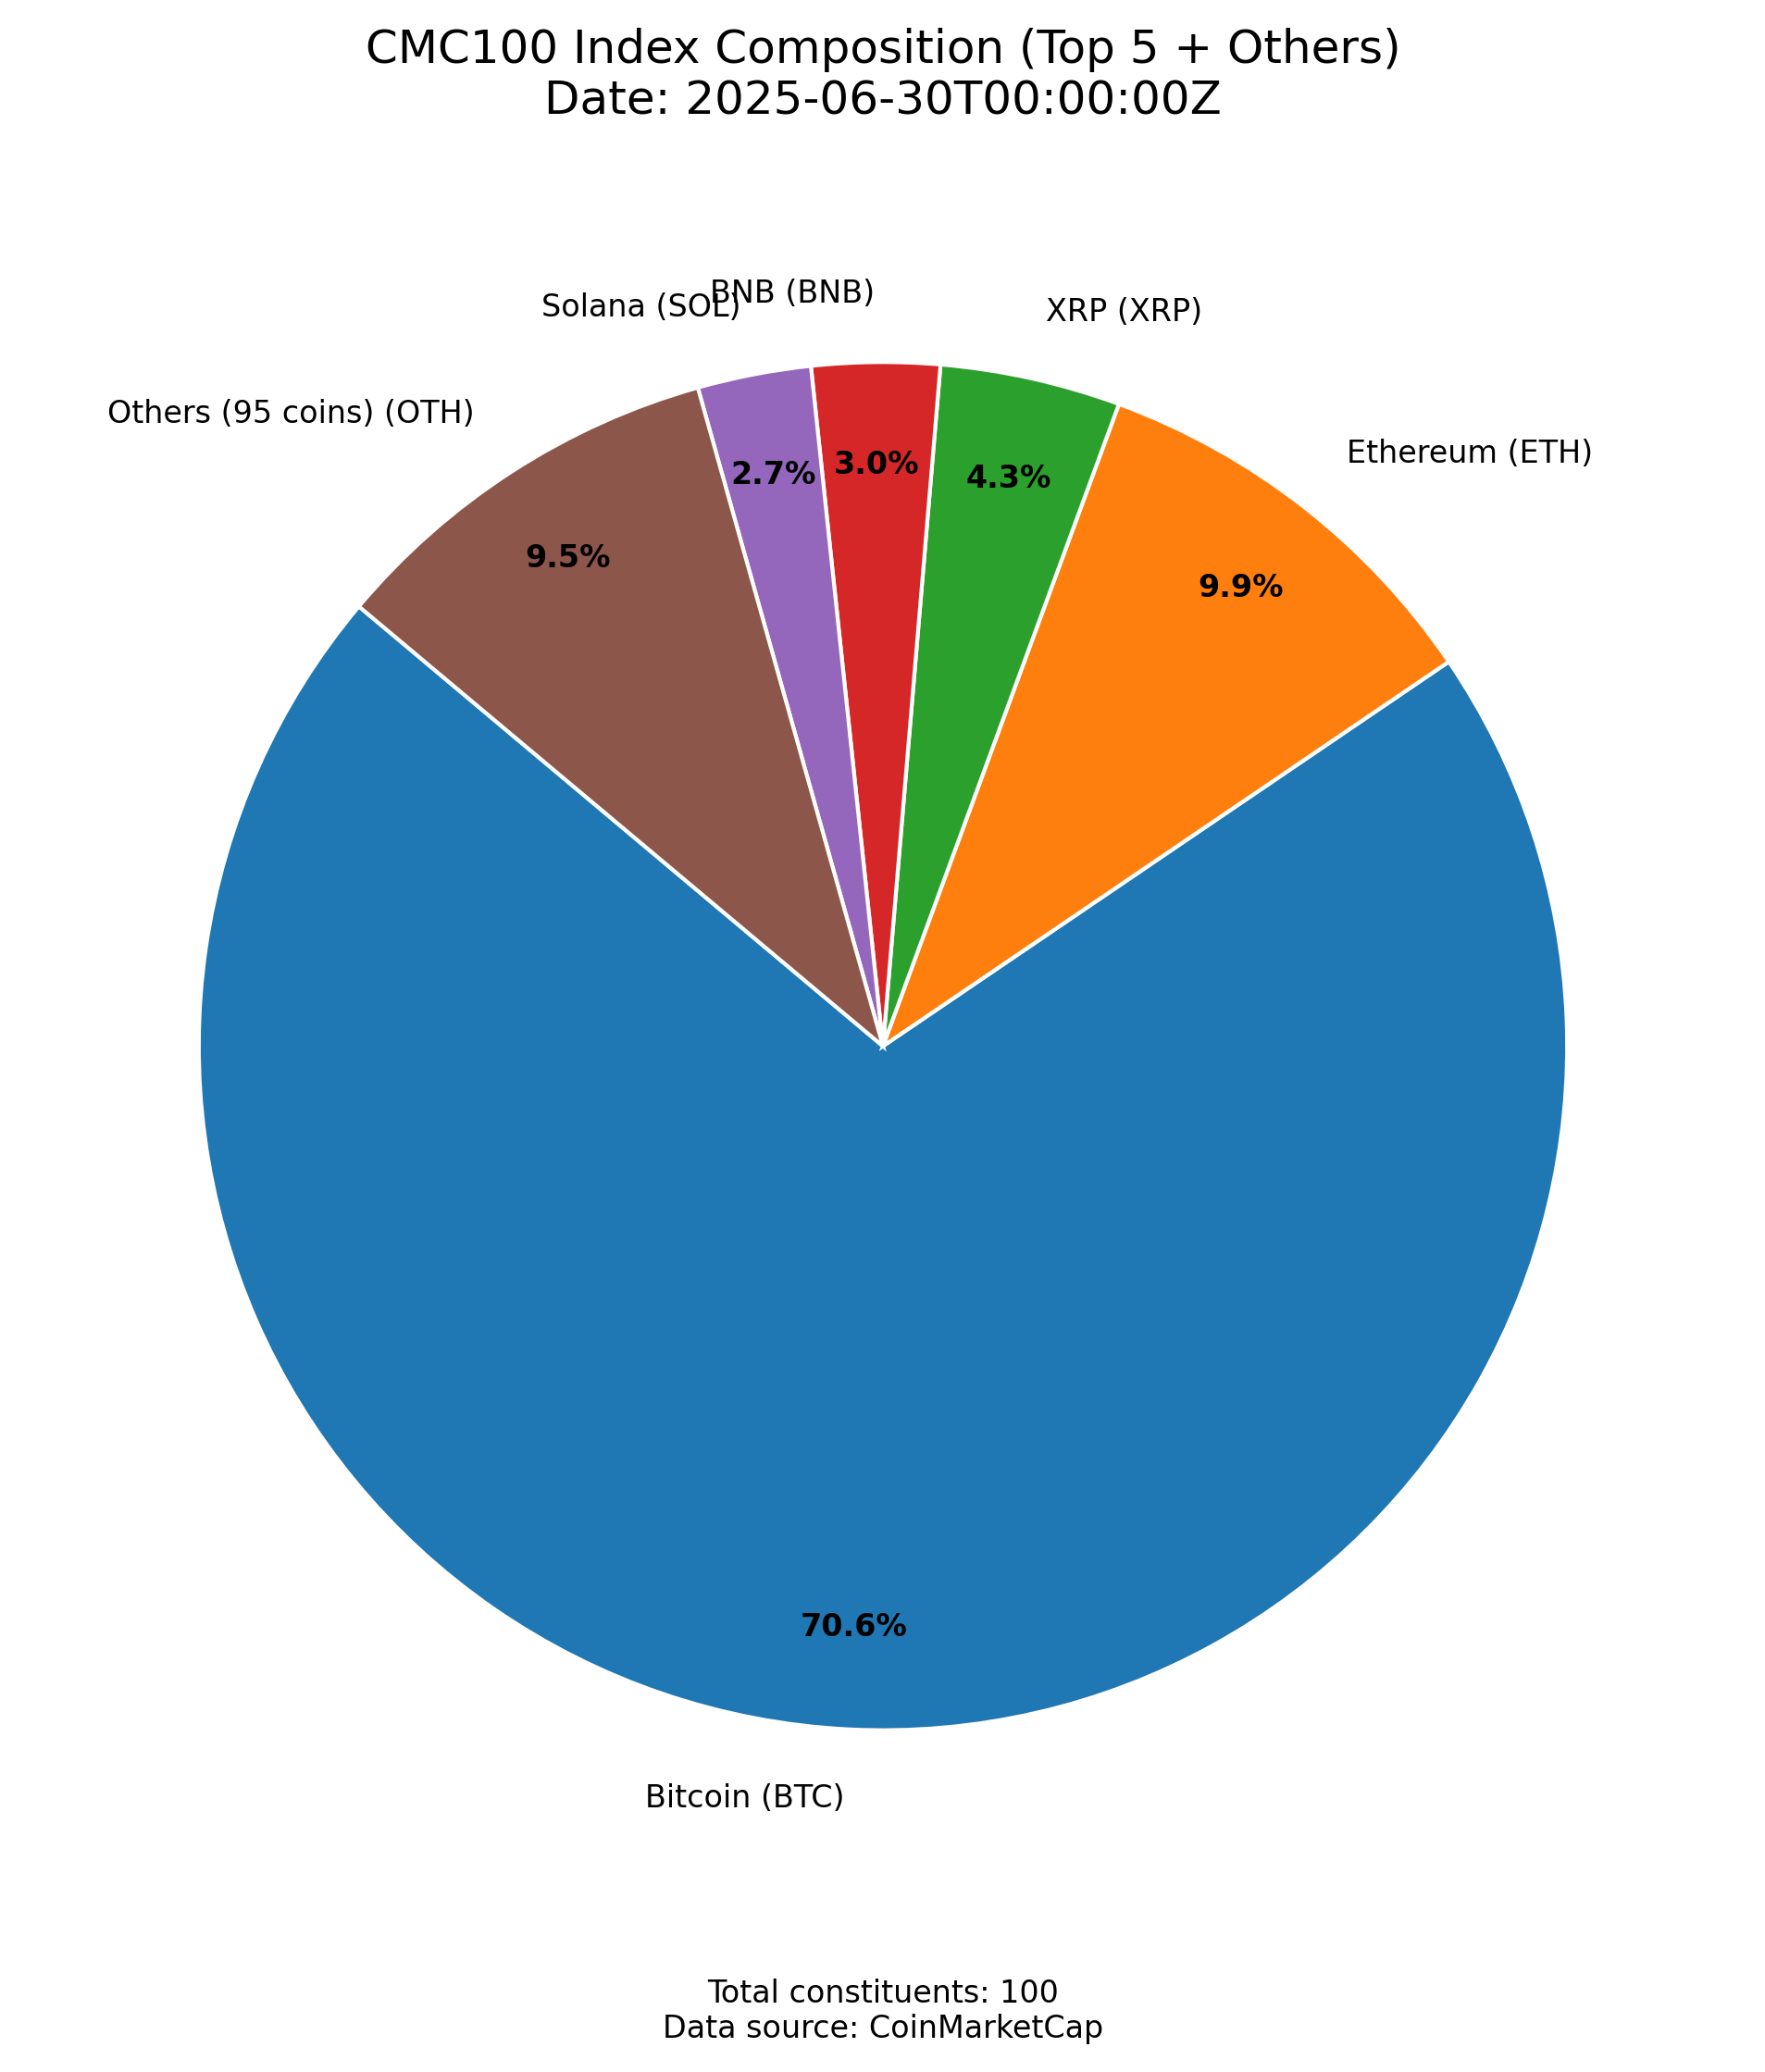 CMC100 Index Composition (Top 5 + Others)
Date: 2025-06-30T00:00:00Z
BNB (BNB)
Solana (SOL)
XRP (XRP)
Others (95 coins) (OTH)
Ethereum (ETH)
3.0%
2.7%
4.3%
9.5%
9.9%
70.6%
Bitcoin (BTC)
Total constituents: 100
Data source: CoinMarketCap